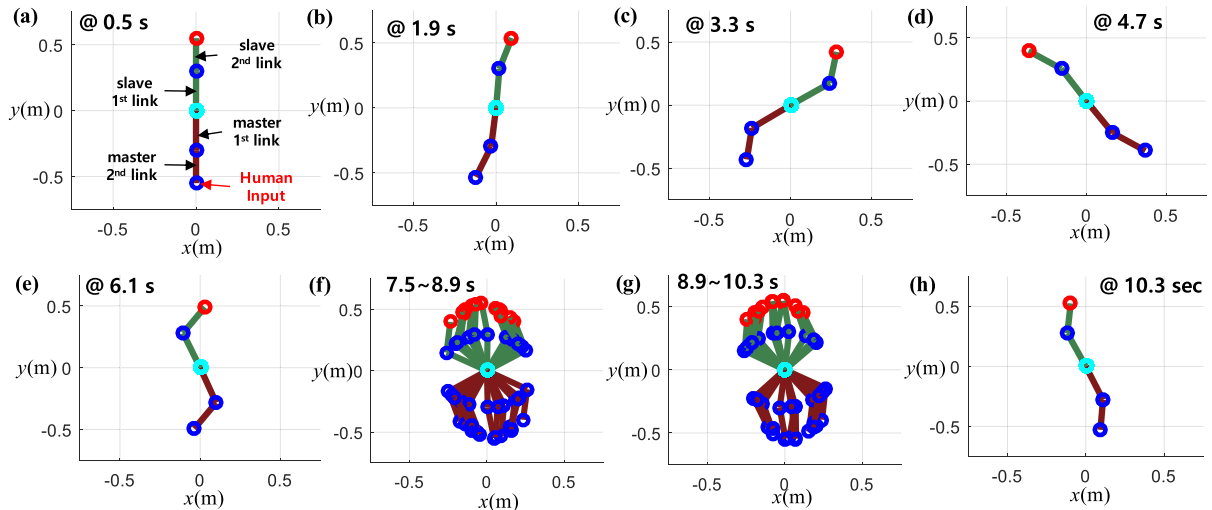 (a)
@ 0.5 s
slave
2nd link
slave
1st link
master
1st link
master
2nd link
Human
Input
0.5
y(m) 0
-0.5
-0.5
0
0.5
x(m)
(b)
@ 1.9 s
0.5
y(m) 0
-0.5
-0.5
0
0.5
x(m)
(c)
@ 3.3 s
0.5
y(m) 0
-0.5
-0.5
0
0.5
x(m)
(d)
@ 4.7 s
0.5
y(m) 0
-0.5
-0.5
0
0.5
x(m)
(e)
@ 6.1 s
0.5
y(m) 0
-0.5
-0.5
0
0.5
x(m)
(f)
7.5~8.9 s
0.5
y(m) 0
-0.5
-0.5
0
0.5
x(m)
(g)
8.9~10.3 s
0.5
y(m) 0
-0.5
-0.5
0
0.5
x(m)
(h)
@ 10.3 sec
0.5
y(m) 0
-0.5
-0.5
0
0.5
x(m)